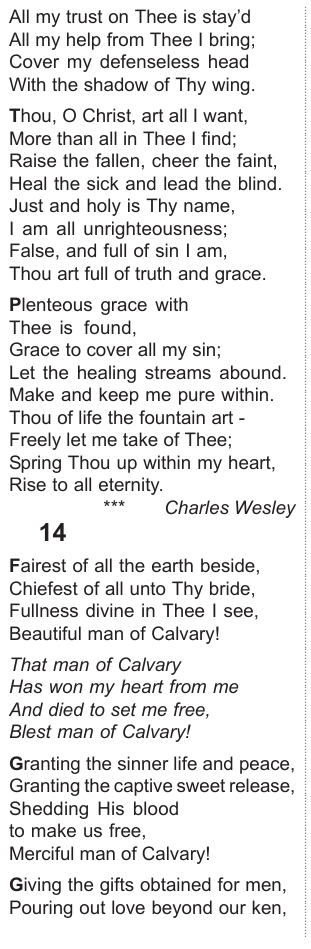 All my trust on Thee is stay'd
All my help from Thee I bring;
Cover my defenseless head
With the shadow of Thy wing.
Thou, O Christ, art all I want,
More than all in Thee I find;
Raise the fallen, cheer the faint,
Heal the sick and lead the blind.
Just and holy is Thy name,
I am all unrighteousness;
False, and full of sin I am,
Thou art full of truth and grace.
Plenteous grace with
Thee is found,
Grace to cover all my sin;
Let the healing streams abound.
Make and keep me pure within.
Thou of life the fountain art -
Freely let me take of Thee;
Spring Thou up within my heart,
Rise to all eternity.
*** Charles Wesley
14
Fairest of all the earth beside,
Chiefest of all unto Thy bride,
Fullness divine in Thee I see,
Beautiful man of Calvary!
That man of Calvary
Has won my heart from me
And died to set me free,
Blest man of Calvary!
Granting the sinner life and peace,
Granting the captive sweet release,
Shedding His blood
to make us free,
Merciful man of Calvary!
Giving the gifts obtained for men,
Pouring out love beyond our ken,